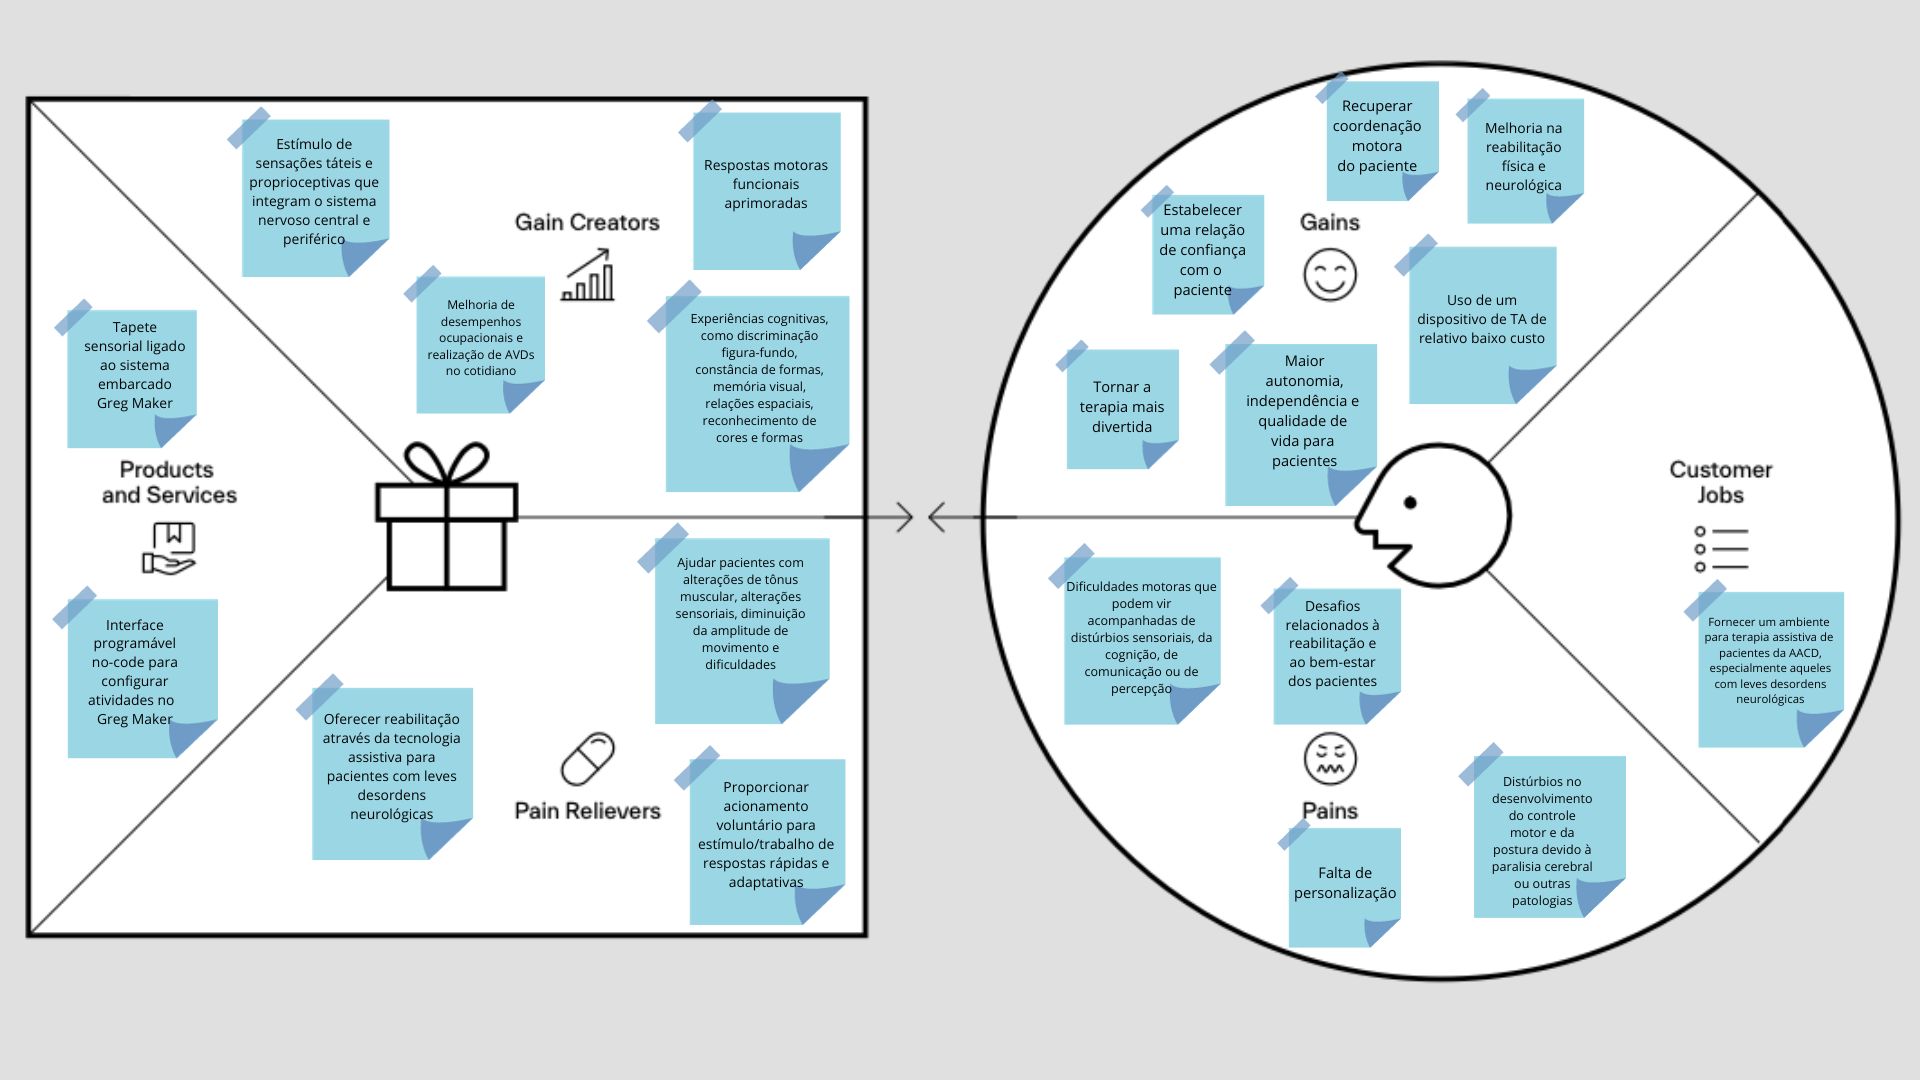 Estímulo de
sensações táteis e
proprioceptivas que
integram o sistema
nervoso central e
periférico
Gain Creators
Respostas motoras
funcionais
aprimoradas
Melhoria de
desempenhos
ocupacionais e
realização de AVDs
no cotidiano
Experiências cognitivas,
como discriminação
figura-fundo,
constância de formas,
memória visual,
relações espaciais,
reconhecimento de
cores e formas
Tapete
sensorial ligado
ao sistema
embarcado
Greg Maker
Products
and Services
Interface
programável
no-code para
configurar
atividades no
Greg Maker
Ajudar pacientes com
alterações de tônus
muscular, alterações
sensoriais, diminuição
da amplitude de
movimento e
dificuldades
Oferecer reabilitação
através da tecnologia
assistiva para
pacientes com leves
desordens
neurológicas
Pain Relievers
Proporcionar
acionamento
voluntário para
estímulo/trabalho de
respostas rápidas e
adaptativas
Recuperar
coordenação
motora
do paciente
Melhoria na
reabilitação
física e
neurológica
Estabelecer
uma relação
de confiança
com o
paciente
Gains
Uso de um
dispositivo de TA de
relativo baixo custo
Tornar a
terapia mais
divertida
Maior
autonomia,
independência e
qualidade de
vida para
pacientes
Customer
Jobs
Fornecer um ambiente
para terapia assistiva de
pacientes da AACD,
especialmente aqueles
com leves desordens
neurológicas
Dificuldades motoras que
podem vir
acompanhadas de
distúrbios sensoriais, da
cognição, de
comunicação ou de
percepção
Desafios
relacionados à
reabilitação e
ao bem-estar
dos pacientes
Pains
Falta de
personalização
Distúrbios no
desenvolvimento
do controle
motor e da
postura devido à
paralisia cerebral
ou outras
patologias